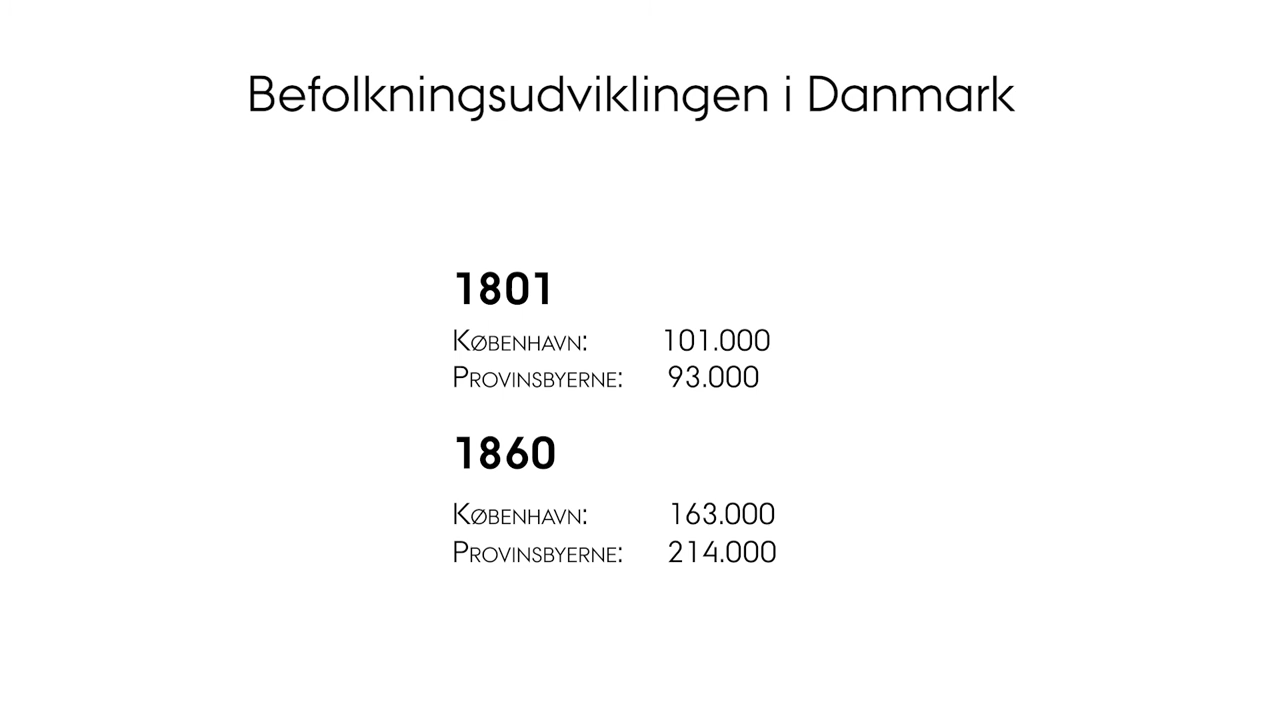 Befolkningsudviklingen i Danmark
1801
København: 101.000
Provinsbyerne: 93.000
1860
København: 163.000
Provinsbyerne: 214.000